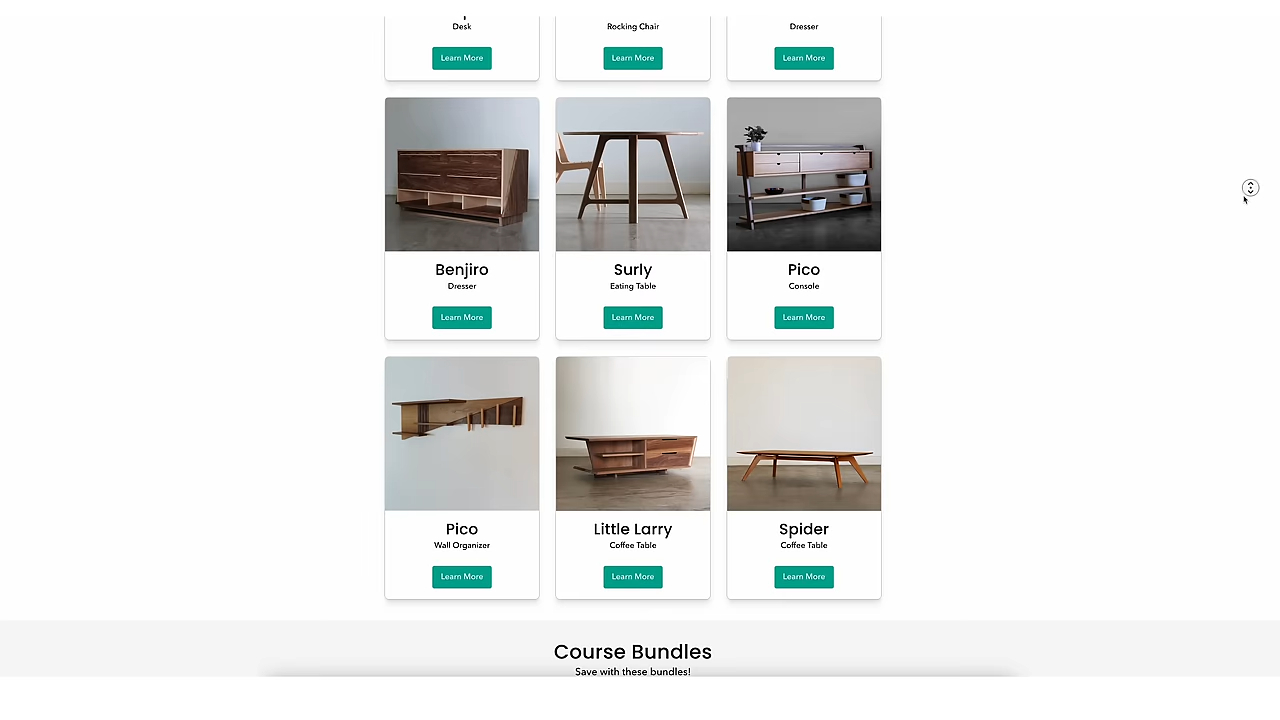 Desk
Rocking Chair
Dresser
Learn More
Learn More
Learn More
Benjiro
Surly
Pico
Dresser
Eating Table
Console
Learn More
Learn More
Learn More
Pico
Little Larry
Spider
Wall Organizer
Coffee Table
Coffee Table
Learn More
Learn More
Learn More
Course Bundles
Save with these bundles!